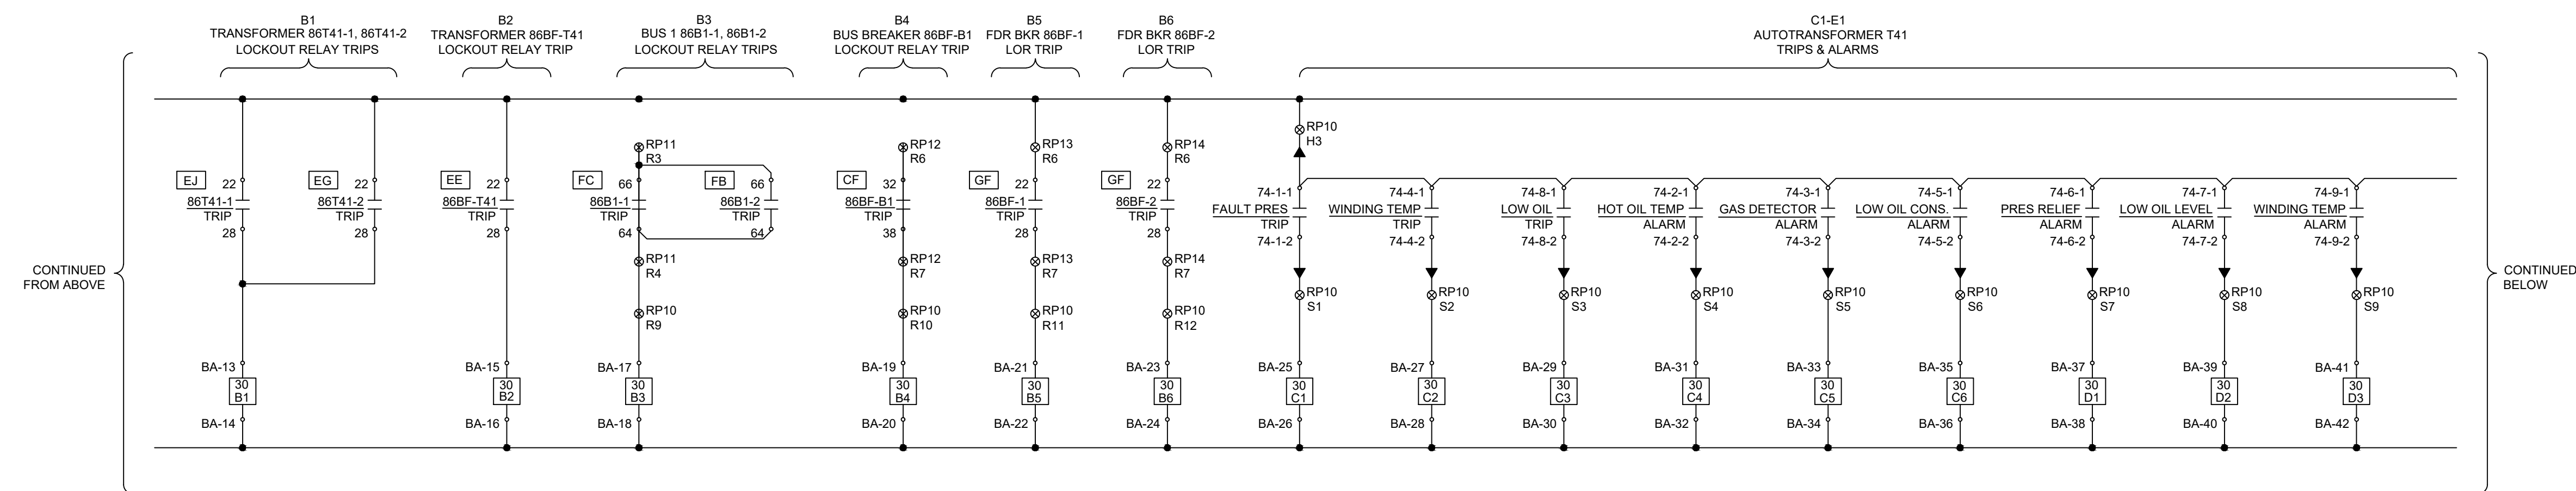 B1
TRANSFORMER 86T41-1, 86T41-2
LOCKOUT RELAY TRIPS
B2
TRANSFORMER 86BF-T41
LOCKOUT RELAY TRIP
B3
BUS 1 86B1-1, 86B1-2
LOCKOUT RELAY TRIPS
B4
BUS BREAKER 86BF-B1
LOCKOUT RELAY TRIP
B5
FDR BKR 86BF-1
LOR TRIP
B6
FDR BKR 86BF-2
LOR TRIP
C1-E1
AUTOTRANSFORMER T41
TRIPS & ALARMS
CONTINUED
FROM ABOVE
EJ
22
86T41-1
TRIP
28
BA-13
30
B1
BA-14
EG
22
86T41-2
TRIP
28
EE
22
86BF-T41
TRIP
28
BA-15
30
B2
BA-16
RP11
R3
FC
66
86B1-1
TRIP
64
RP11
R4
RP10
R9
BA-17
30
B3
BA-18
FB
66
86B1-2
TRIP
64
RP12
R6
CF
32
86BF-B1
TRIP
38
RP12
R7
RP10
R10
BA-19
30
B4
BA-20
RP13
R6
GF
22
86BF-1
TRIP
28
RP13
R7
RP10
R11
BA-21
30
B5
BA-22
RP14
R6
GF
22
86BF-2
TRIP
28
RP14
R7
RP10
R12
BA-23
30
B6
BA-24
RP10
H3
74-1-1
FAULT PRES
TRIP
74-1-2
RP10
S1
BA-25
30
C1
BA-26
74-4-1
WINDING TEMP
TRIP
74-4-2
RP10
S2
BA-27
30
C2
BA-28
74-8-1
LOW OIL
TRIP
74-8-2
RP10
S3
BA-29
30
C3
BA-30
74-2-1
HOT OIL TEMP
ALARM
74-2-2
RP10
S4
BA-31
30
C4
BA-32
74-3-1
GAS DETECTOR
ALARM
74-3-2
RP10
S5
BA-33
30
C5
BA-34
74-5-1
LOW OIL CONS.
ALARM
74-5-2
RP10
S6
BA-35
30
C6
BA-36
74-6-1
PRES RELIEF
ALARM
74-6-2
RP10
S7
BA-37
30
D1
BA-38
74-7-1
LOW OIL LEVEL
ALARM
74-7-2
RP10
S8
BA-39
30
D2
BA-40
74-9-1
WINDING TEMP
ALARM
74-9-2
RP10
S9
BA-41
30
D3
BA-42
CONTINUED
BELOW